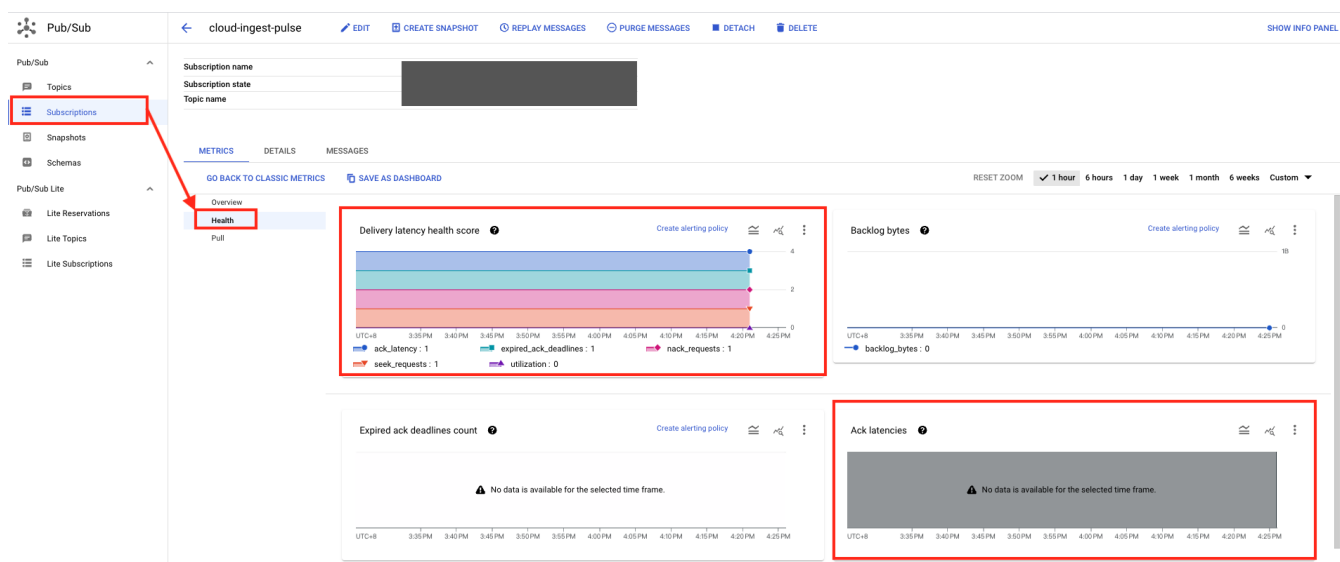 Pub/Sub
cloud-ingest-pulse
EDIT
CREATE SNAPSHOT
REPLAY MESSAGES
PURGE MESSAGES
DETACH
DELETE
SHOW INFO PANEL
Pub/Sub
Topics
Subscriptions
Snapshots
Schemas
Pub/Sub Lite
Lite Reservations
Lite Topics
Lite Subscriptions
Subscription name
Subscription state
Topic name
METRICS DETAILS MESSAGES
GO BACK TO CLASSIC METRICS SAVE AS DASHBOARD
RESET ZOOM 1 hour 6 hours 1 day 1 week 1 month 6 weeks Custom
Overview
Health
Pull
Delivery latency health score Create alerting policy
4
2
0
UTC+8 3:35 PM 3:40 PM 3:45 PM 3:50 PM 3:55 PM 4:00 PM 4:10 PM 4:15 PM 4:20 PM 4:25 PM
ack_latency : 1 expired_ack_deadlines : 1 nack_requests : 1
seek_requests : 1 utilization : 0
Backlog bytes Create alerting policy
1B
0
UTC+8 3:35 PM 3:40 PM 3:45 PM 3:50 PM 3:55 PM 4:00 PM 4:05 PM 4:10 PM 4:15 PM 4:20 PM 4:25 PM
backlog_bytes : 0
Expired ack deadlines count Create alerting policy
No data is available for the selected time frame.
UTC+8 3:35 PM 3:40 PM 3:45 PM 3:50 PM 3:55 PM 4:00 PM 4:05 PM 4:10 PM 4:15 PM 4:20 PM 4:25 PM
Ack latencies
No data is available for the selected time frame.
UTC+8 3:35 PM 3:40 PM 3:45 PM 3:50 PM 3:55 PM 4:00 PM 4:05 PM 4:10 PM 4:15 PM 4:20 PM 4:25 PM